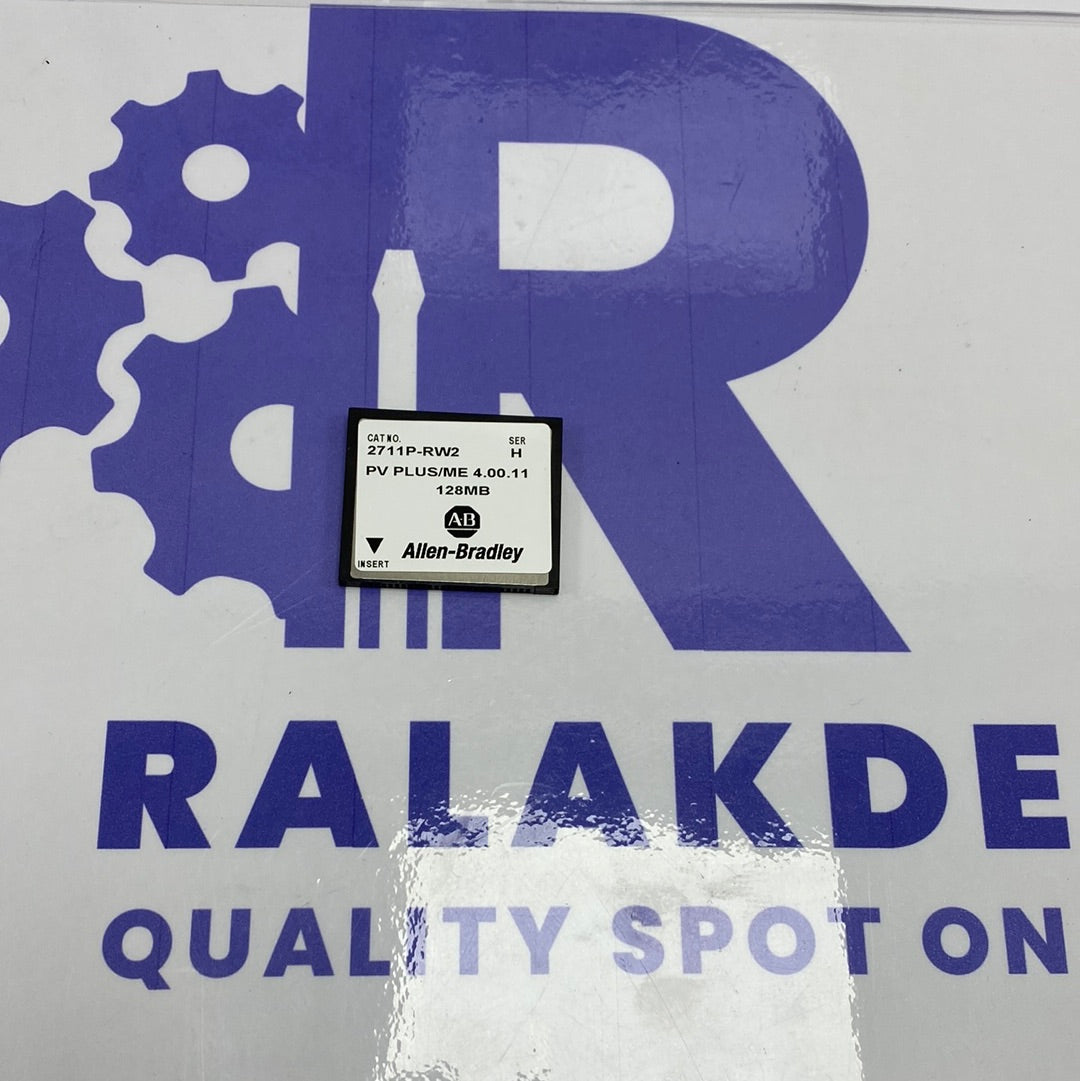 CAT NO. SER
2711P-RW2 H
PV PLUS/ME 4.00.11
128MB
AB
Allen-Bradley
INSERT
R
RALAKDE
QUALITY SPOT ON